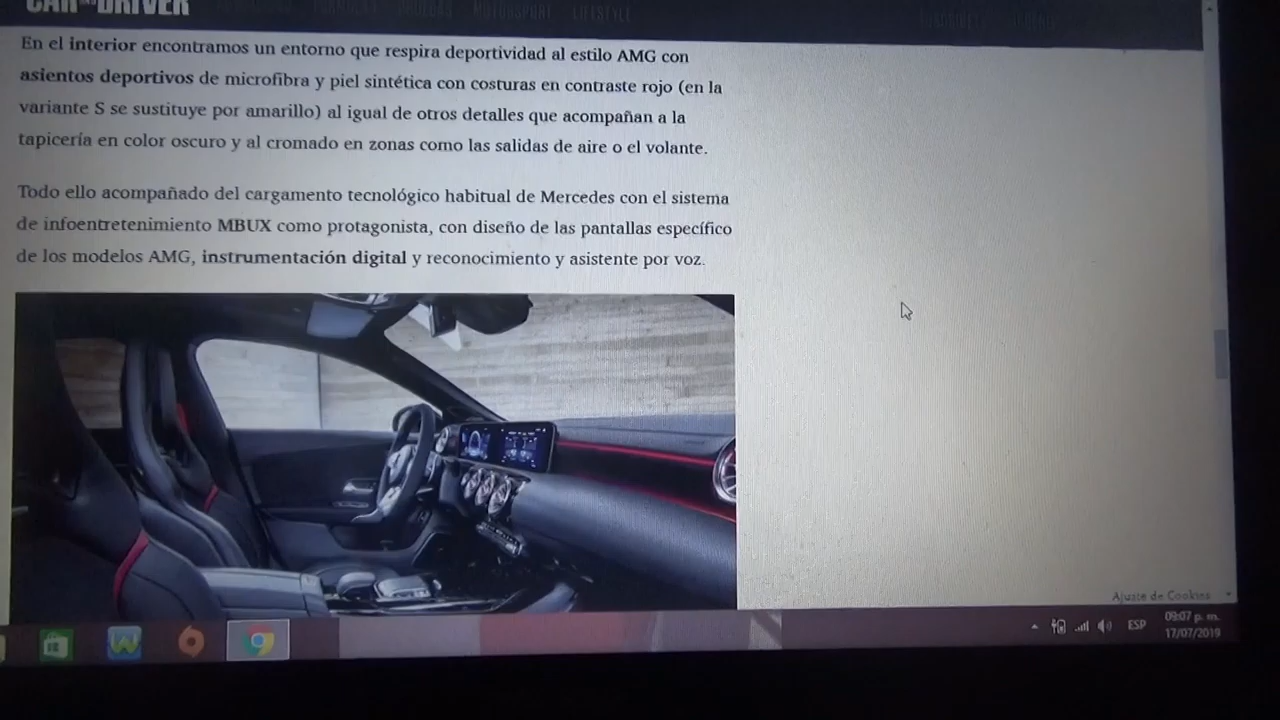 CAR AND DRIVER
MOTORSPORT LIFESTYLE
En el interior encontramos un entorno que respira deportividad al estilo AMG con
asientos deportivos de microfibra y piel sintética con costuras en contraste rojo (en la
variante S se sustituye por amarillo) al igual de otros detalles que acompañan a la
tapicería en color oscuro y al cromado en zonas como las salidas de aire o el volante.
Todo ello acompañado del cargamento tecnológico habitual de Mercedes con el sistema
de infoentretenimiento MBUX como protagonista, con diseño de las pantallas específico
de los modelos AMG, instrumentación digital y reconocimiento y asistente por voz.
Ajuste de Cookies
ESP
09:07 p. m.
17/07/2019